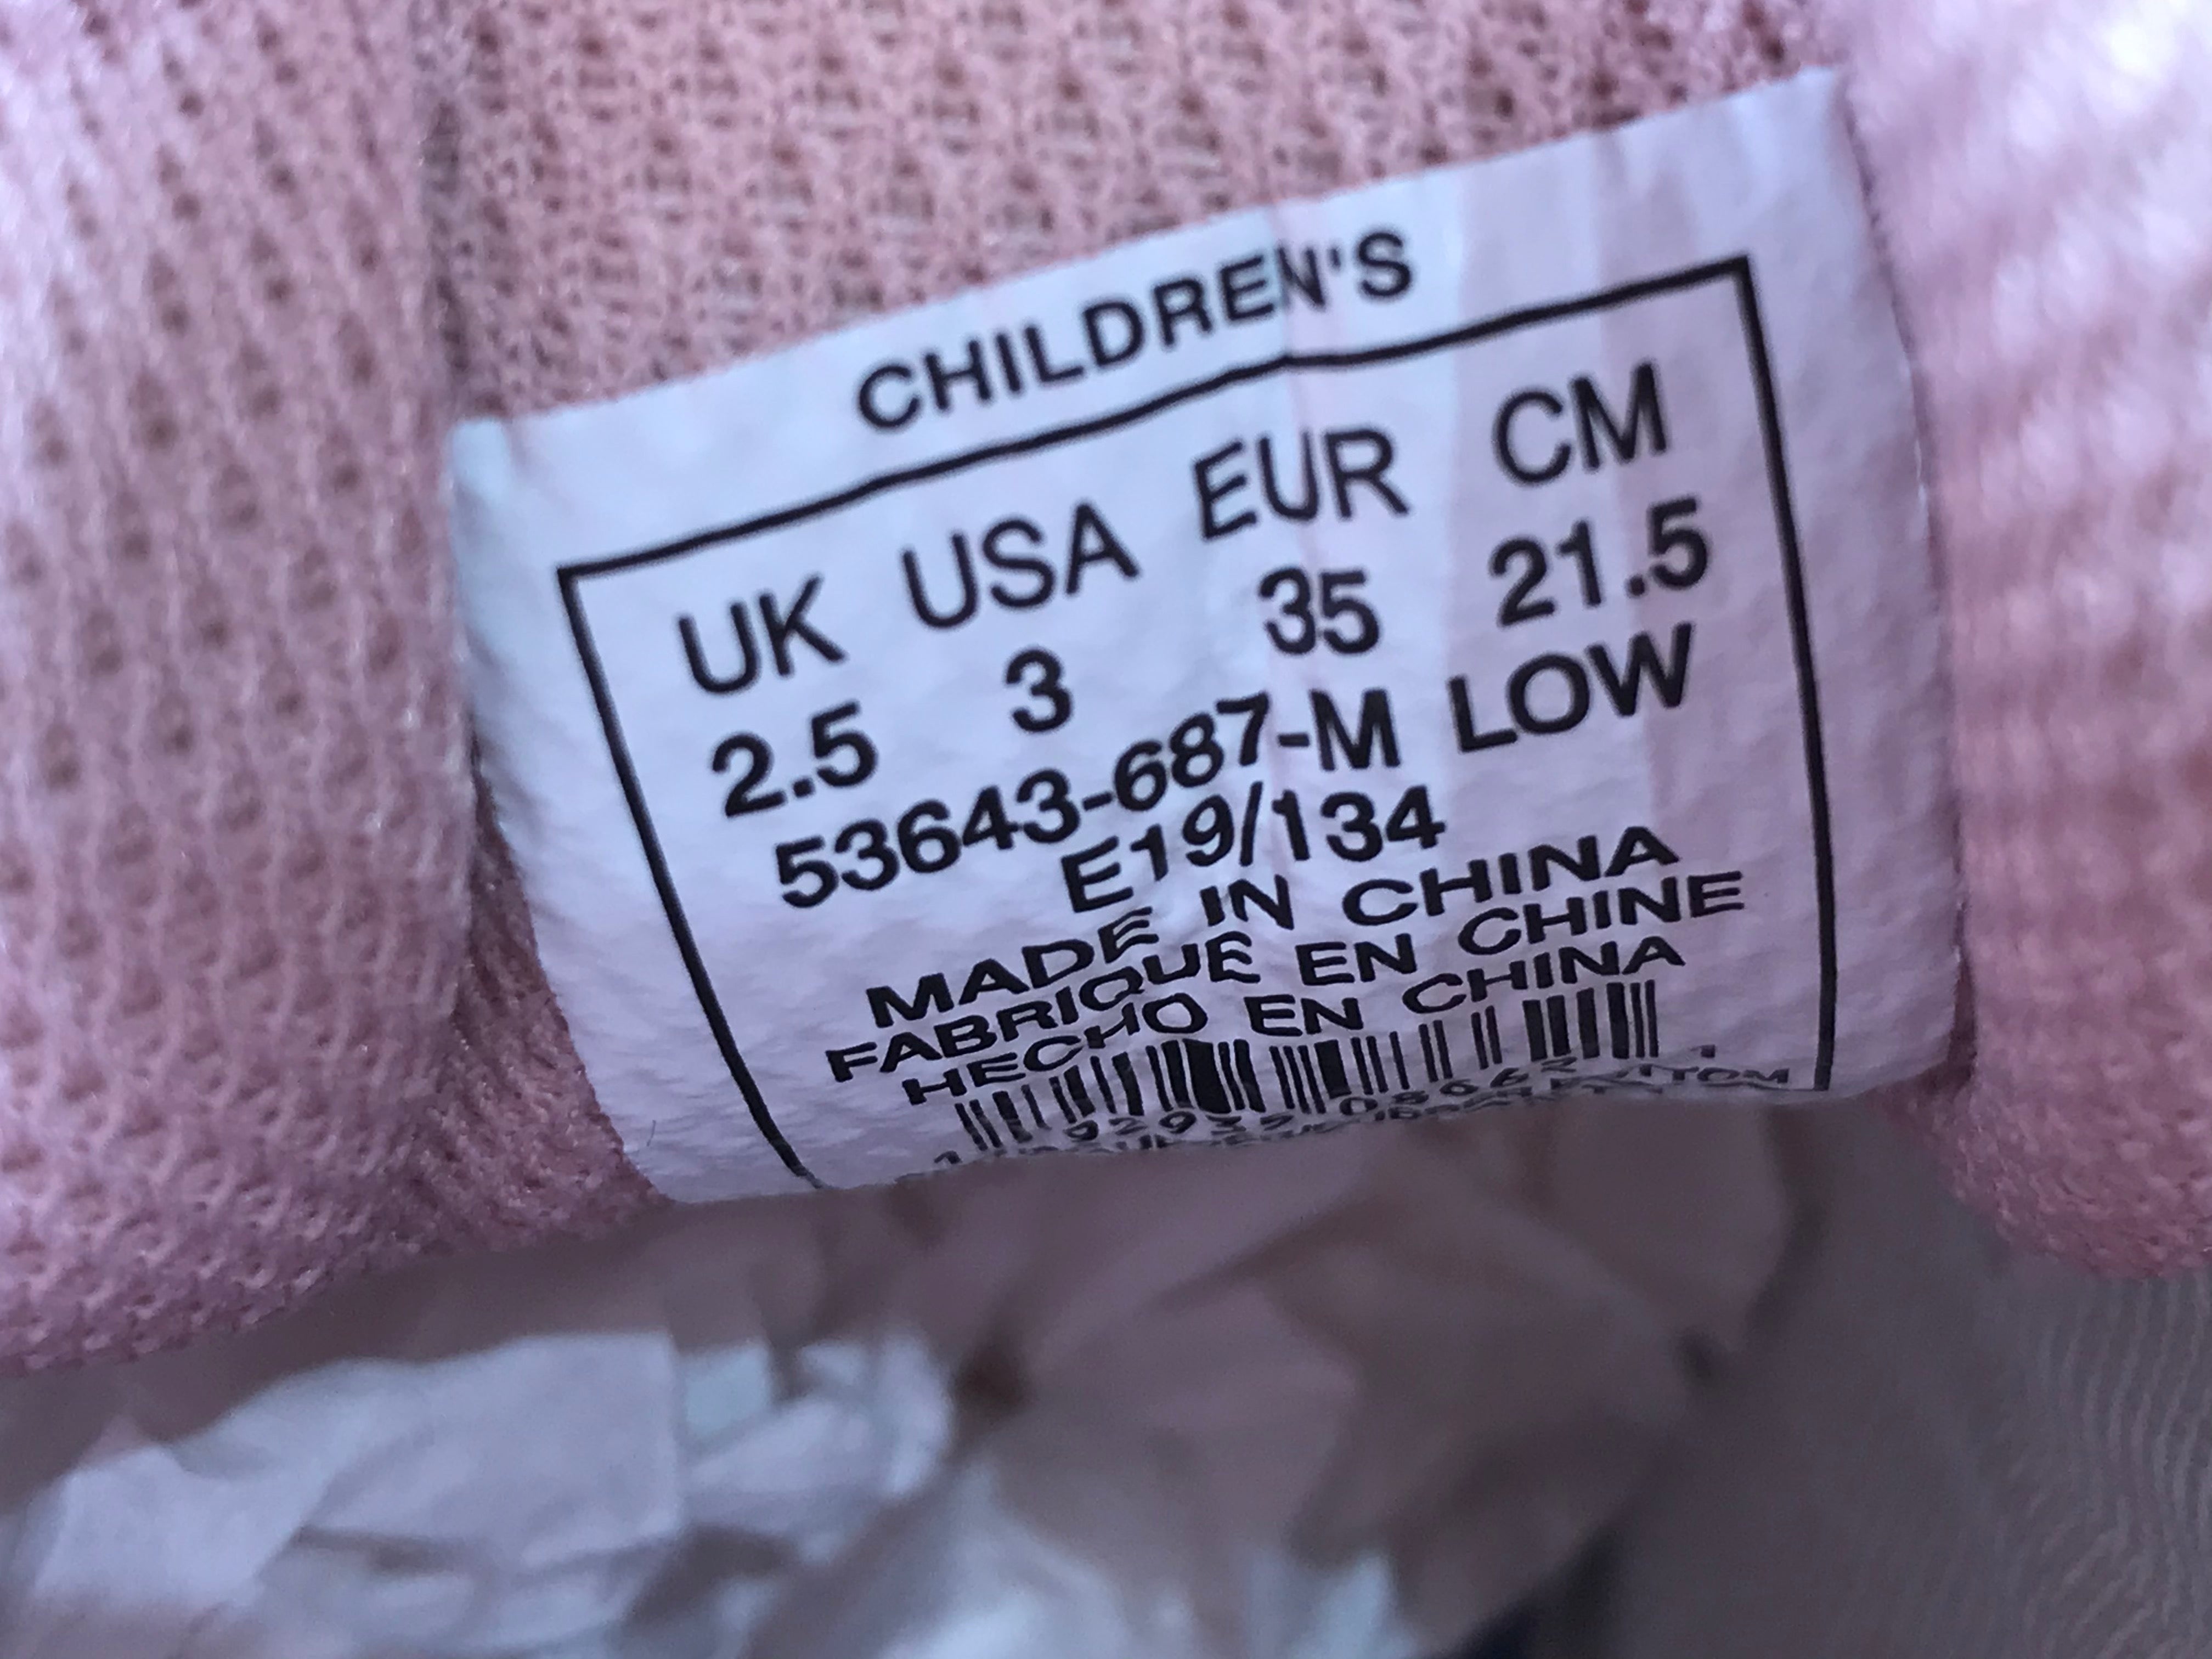 CHILDREN'S
UK USA EUR CM
2.5 3 35 21.5
53643-687-M LOW
E19/134
MADE IN CHINA
FABRIQUE EN CHINE
HECHO EN CHINA